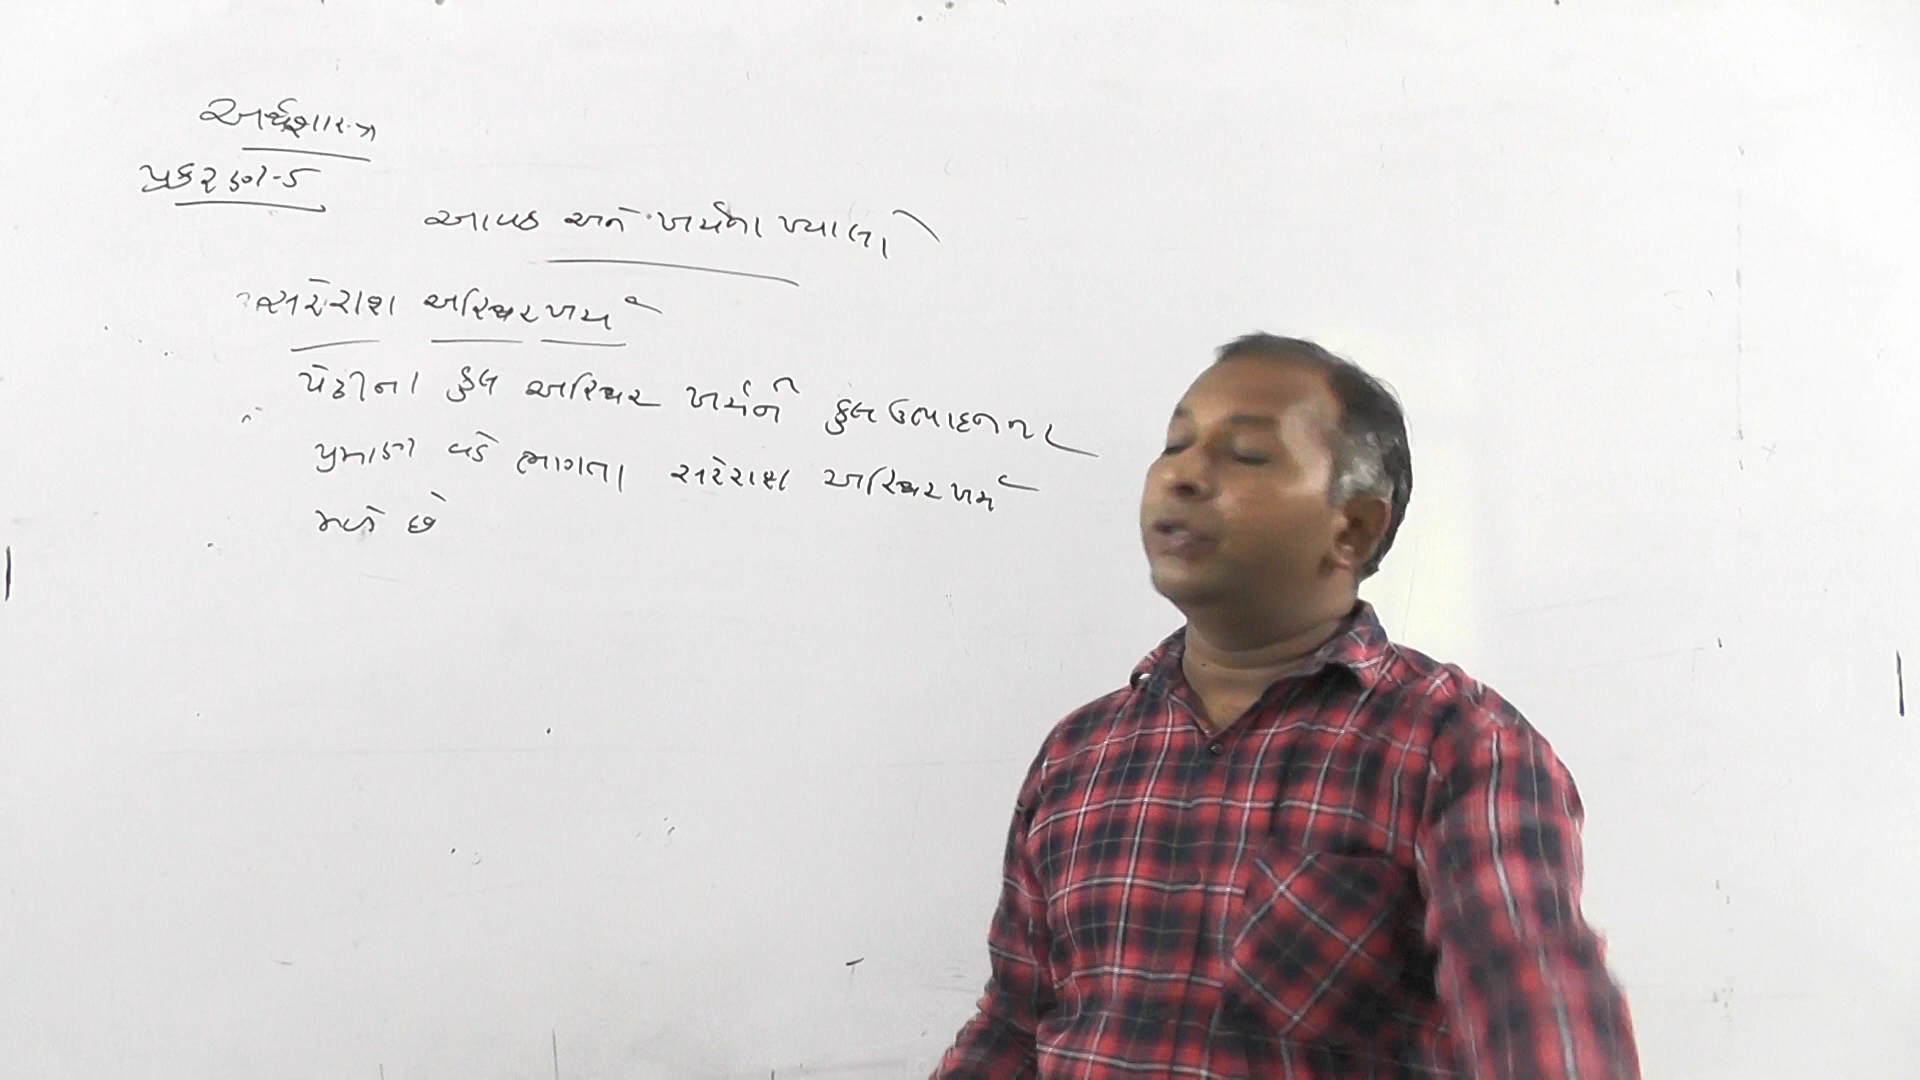 અર્થશાસ્ત્ર
પ્રકરણ-5
આવક અને ખર્ચના ખ્યાલો
સરેરાશ અસ્થિર ખર્ચ
પેઢીના કુલ અસ્થિર ખર્ચને કુલ ઉત્પાદનના
પ્રમાણ વડે ભાગતા સરેરાશ અસ્થિર ખર્ચ
મળે છે